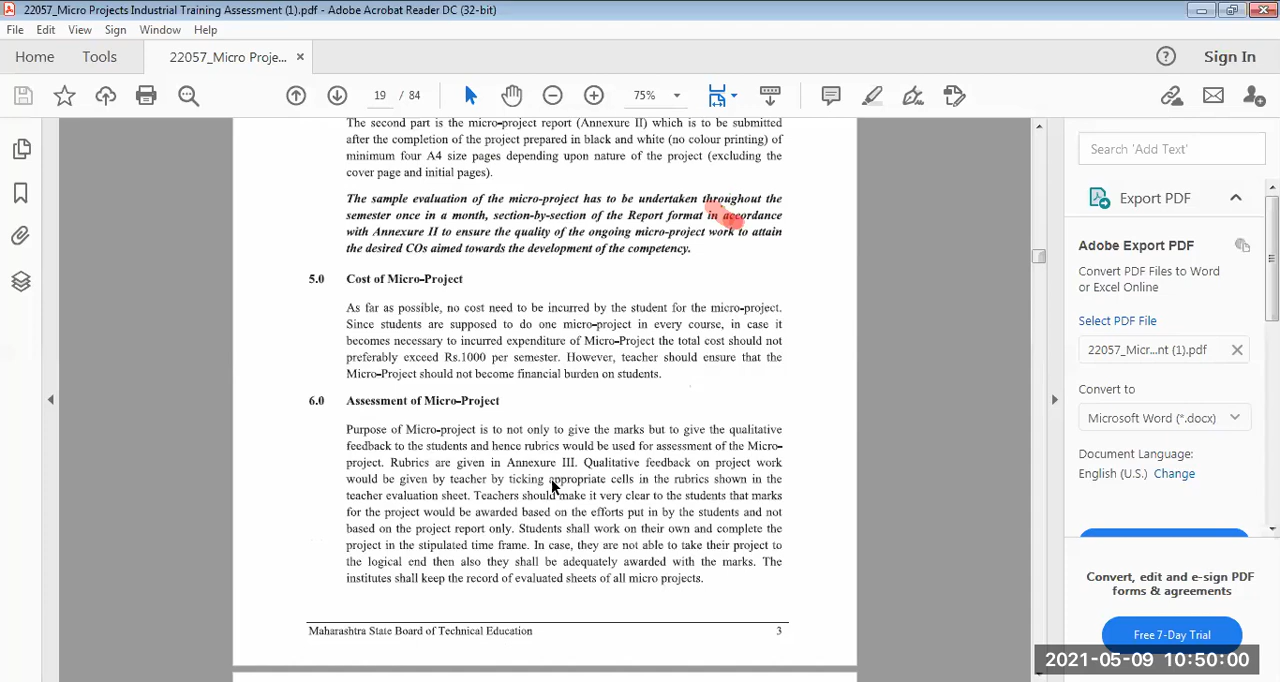 22057_Micro Projects Industrial Training Assessment (1).pdf - Adobe Acrobat Reader DC (32-bit)
File Edit View Sign Window Help
Home Tools 22057_Micro Proje... × Sign In
19 / 84 75%
The second part is the micro-project report (Annexure II) which is to be submitted
after the completion of the project prepared in black and white (no colour printing) of
minimum four A4 size pages depending upon nature of the project (excluding the
cover page and initial pages).
The sample evaluation of the micro-project has to be undertaken throughout the
semester once in a month, section-by-section of the Report format in accordance
with Annexure II to ensure the quality of the ongoing micro-project work to attain
the desired COs aimed towards the development of the competency.
5.0 Cost of Micro-Project
As far as possible, no cost need to be incurred by the student for the micro-project.
Since students are supposed to do one micro-project in every course, in case it
becomes necessary to incurred expenditure of Micro-Project the total cost should not
preferably exceed Rs.1000 per semester. However, teacher should ensure that the
Micro-Project should not become financial burden on students.
6.0 Assessment of Micro-Project
Purpose of Micro-project is to not only to give the marks but to give the qualitative
feedback to the students and hence rubrics would be used for assessment of the Micro-
project. Rubrics are given in Annexure III. Qualitative feedback on project work
would be given by teacher by ticking appropriate cells in the rubrics shown in the
teacher evaluation sheet. Teachers should make it very clear to the students that marks
for the project would be awarded based on the efforts put in by the students and not
based on the project report only. Students shall work on their own and complete the
project in the stipulated time frame. In case, they are not able to take their project to
the logical end then also they shall be adequately awarded with the marks. The
institutes shall keep the record of evaluated sheets of all micro projects.
Maharashtra State Board of Technical Education 3
Search 'Add Text'
Export PDF
Adobe Export PDF
Convert PDF Files to Word
or Excel Online
Select PDF File
22057_Micr...nt (1).pdf ×
Convert to
Microsoft Word (*.docx)
Document Language:
English (U.S.) Change
Convert, edit and e-sign PDF
forms & agreements
Free 7-Day Trial
2021-05-09 10:50:00